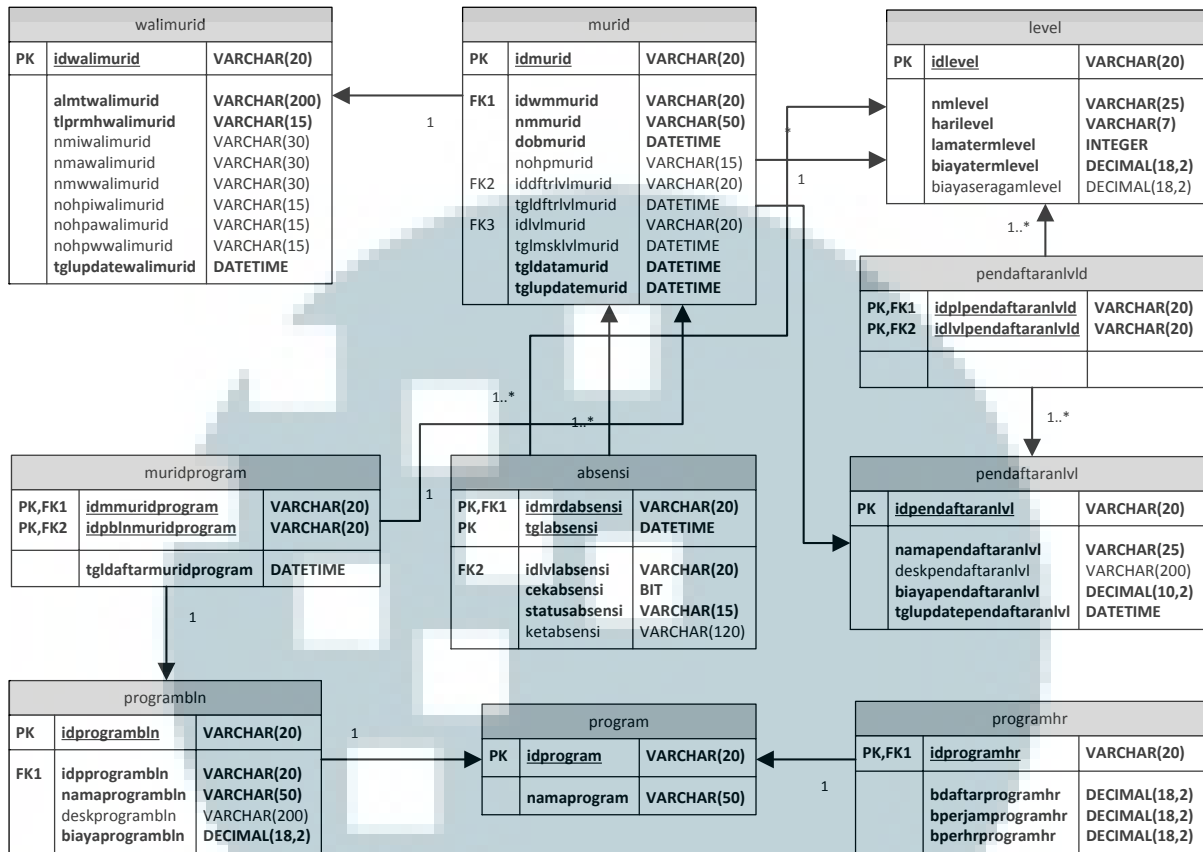 walimurid
PK idwalimurid VARCHAR(20)
almtwalimurid VARCHAR(200)
tlprmhwalimurid VARCHAR(15)
nmiwalimurid VARCHAR(30)
nmawalimurid VARCHAR(30)
nmwwalimurid VARCHAR(30)
nohpiwalimurid VARCHAR(15)
nohpawalimurid VARCHAR(15)
nohpwwalimurid VARCHAR(15)
tglupdatewalimurid DATETIME
1
murid
PK idmurid VARCHAR(20)
FK1 idwmmurid VARCHAR(20)
nmmurid VARCHAR(50)
dobmurid DATETIME
nohpmurid VARCHAR(15)
FK2 iddftrlvlmurid VARCHAR(20)
tgldftrlvlmurid DATETIME
FK3 idlvlmurid VARCHAR(20)
tglmsklvlmurid DATETIME
tgldatamurid DATETIME
tglupdatemurid DATETIME
*
1
level
PK idlevel VARCHAR(20)
nmlevel VARCHAR(25)
harilevel VARCHAR(7)
lamatermlevel INTEGER
biayatermlevel DECIMAL(18,2)
biayaseragamlevel DECIMAL(18,2)
1..*
pendaftaranlvld
PK,FK1 idplpendaftaranlvld VARCHAR(20)
PK,FK2 idlvlpendaftaranlvld VARCHAR(20)
1..*
1..*
1..*
muridprogram
PK,FK1 idmmuridprogram VARCHAR(20)
PK,FK2 idpblnmuridprogram VARCHAR(20)
tgldaftarmuridprogram DATETIME
1
1
absensi
PK,FK1 idmrdabsensi VARCHAR(20)
PK tglabsensi DATETIME
FK2 idlvlabsensi VARCHAR(20)
cekabsensi BIT
statusabsensi VARCHAR(15)
ketabsensi VARCHAR(120)
pendaftaranlvl
PK idpendaftaranlvl VARCHAR(20)
namapendaftaranlvl VARCHAR(25)
deskpendaftaranlvl VARCHAR(200)
biayapendaftaranlvl DECIMAL(10,2)
tglupdatependaftaranlvl DATETIME
programbln
PK idprogrambln VARCHAR(20)
FK1 idpprogrambln VARCHAR(20)
namaprogrambln VARCHAR(50)
deskprogrambln VARCHAR(200)
biayaprogrambln DECIMAL(18,2)
1
program
PK idprogram VARCHAR(20)
namaprogram VARCHAR(50)
1
programhr
PK,FK1 idprogramhr VARCHAR(20)
bdaftarprogramhr DECIMAL(18,2)
bperjamprogramhr DECIMAL(18,2)
bperhrprogramhr DECIMAL(18,2)